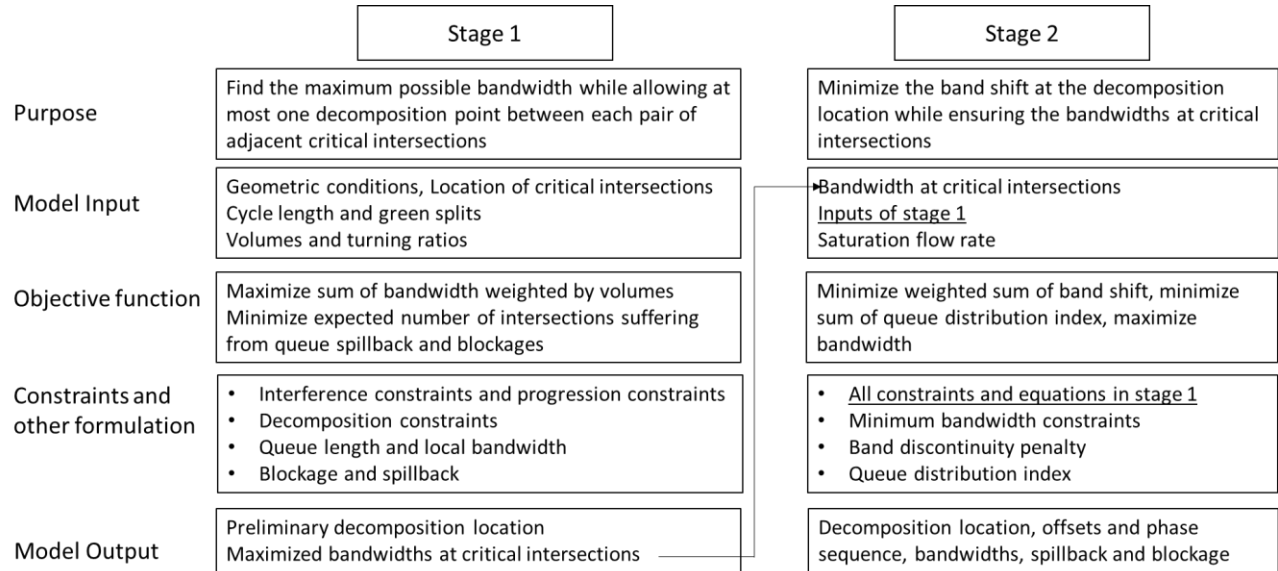 Stage 1
Stage 2
Purpose
Find the maximum possible bandwidth while allowing at
most one decomposition point between each pair of
adjacent critical intersections
Minimize the band shift at the decomposition
location while ensuring the bandwidths at critical
intersections
Model Input
Geometric conditions, Location of critical intersections
Cycle length and green splits
Volumes and turning ratios
Bandwidth at critical intersections
Inputs of stage 1
Saturation flow rate
Objective function
Maximize sum of bandwidth weighted by volumes
Minimize expected number of intersections suffering
from queue spillback and blockages
Minimize weighted sum of band shift, minimize
sum of queue distribution index, maximize
bandwidth
Constraints and
other formulation
• Interference constraints and progression constraints
• Decomposition constraints
• Queue length and local bandwidth
• Blockage and spillback
• All constraints and equations in stage 1
• Minimum bandwidth constraints
• Band discontinuity penalty
• Queue distribution index
Model Output
Preliminary decomposition location
Maximized bandwidths at critical intersections
Decomposition location, offsets and phase
sequence, bandwidths, spillback and blockage